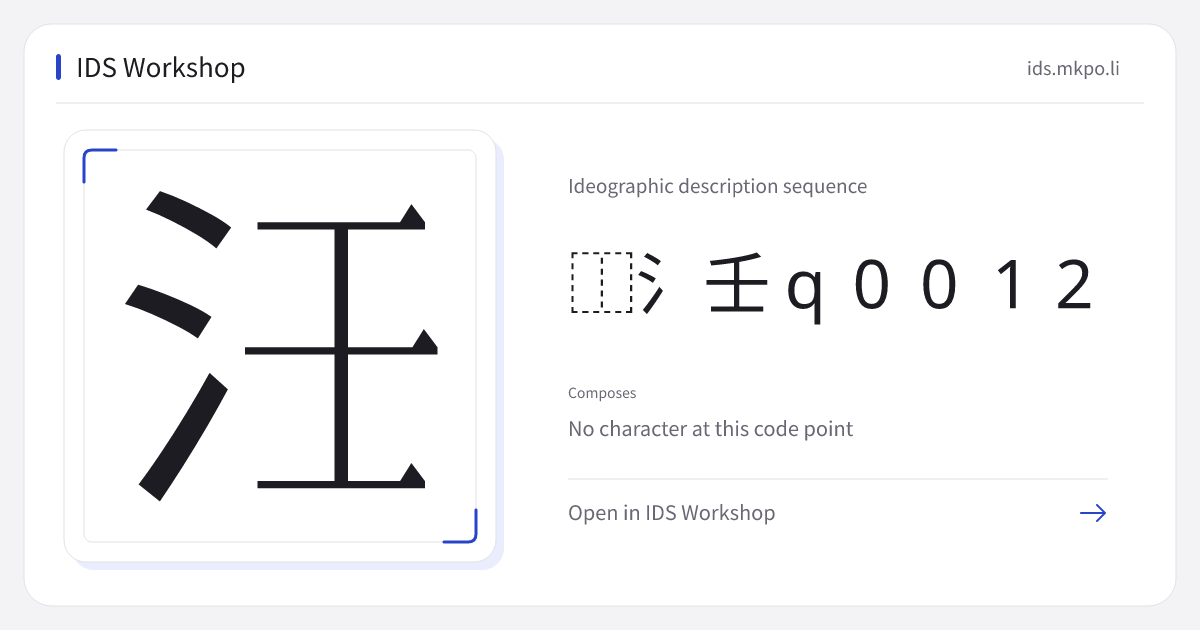 IDS Workshop
ids.mkpo.li
汪
Ideographic description sequence
⿰氵壬q0012
Composes
No character at this code point
Open in IDS Workshop